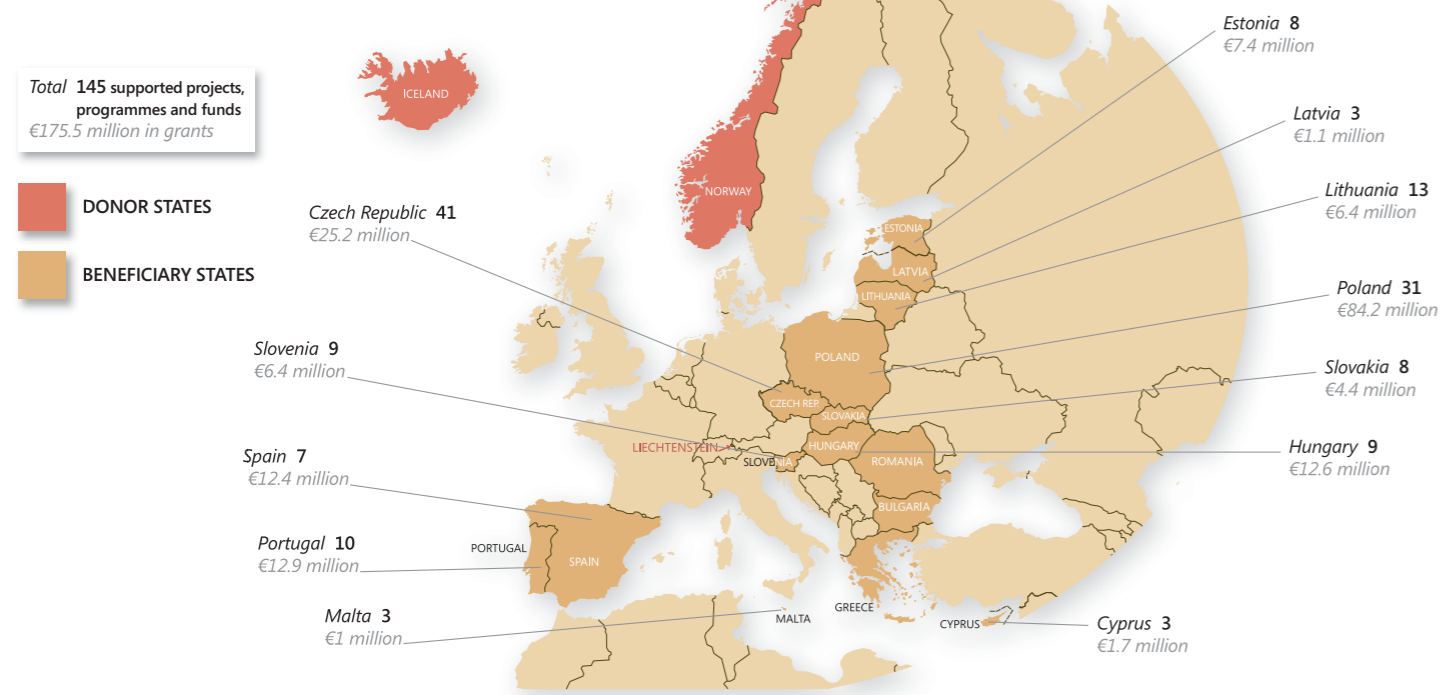 Total 145 supported projects,
programmes and funds
€175.5 million in grants
DONOR STATES
BENEFICIARY STATES
Czech Republic 41
€25.2 million
Slovenia 9
€6.4 million
Spain 7
€12.4 million
Portugal 10
€12.9 million
Malta 3
€1 million
Estonia 8
€7.4 million
Latvia 3
€1.1 million
Lithuania 13
€6.4 million
Poland 31
€84.2 million
Slovakia 8
€4.4 million
Hungary 9
€12.6 million
Cyprus 3
€1.7 million
ICELAND
NORWAY
ESTONIA
LATVIA
LITHUANIA
POLAND
CZECH REP
SLOVAKIA
LIECHTENSTEIN
HUNGARY
SLOVENIA
ROMANIA
BULGARIA
PORTUGAL
SPAIN
GREECE
MALTA
CYPRUS